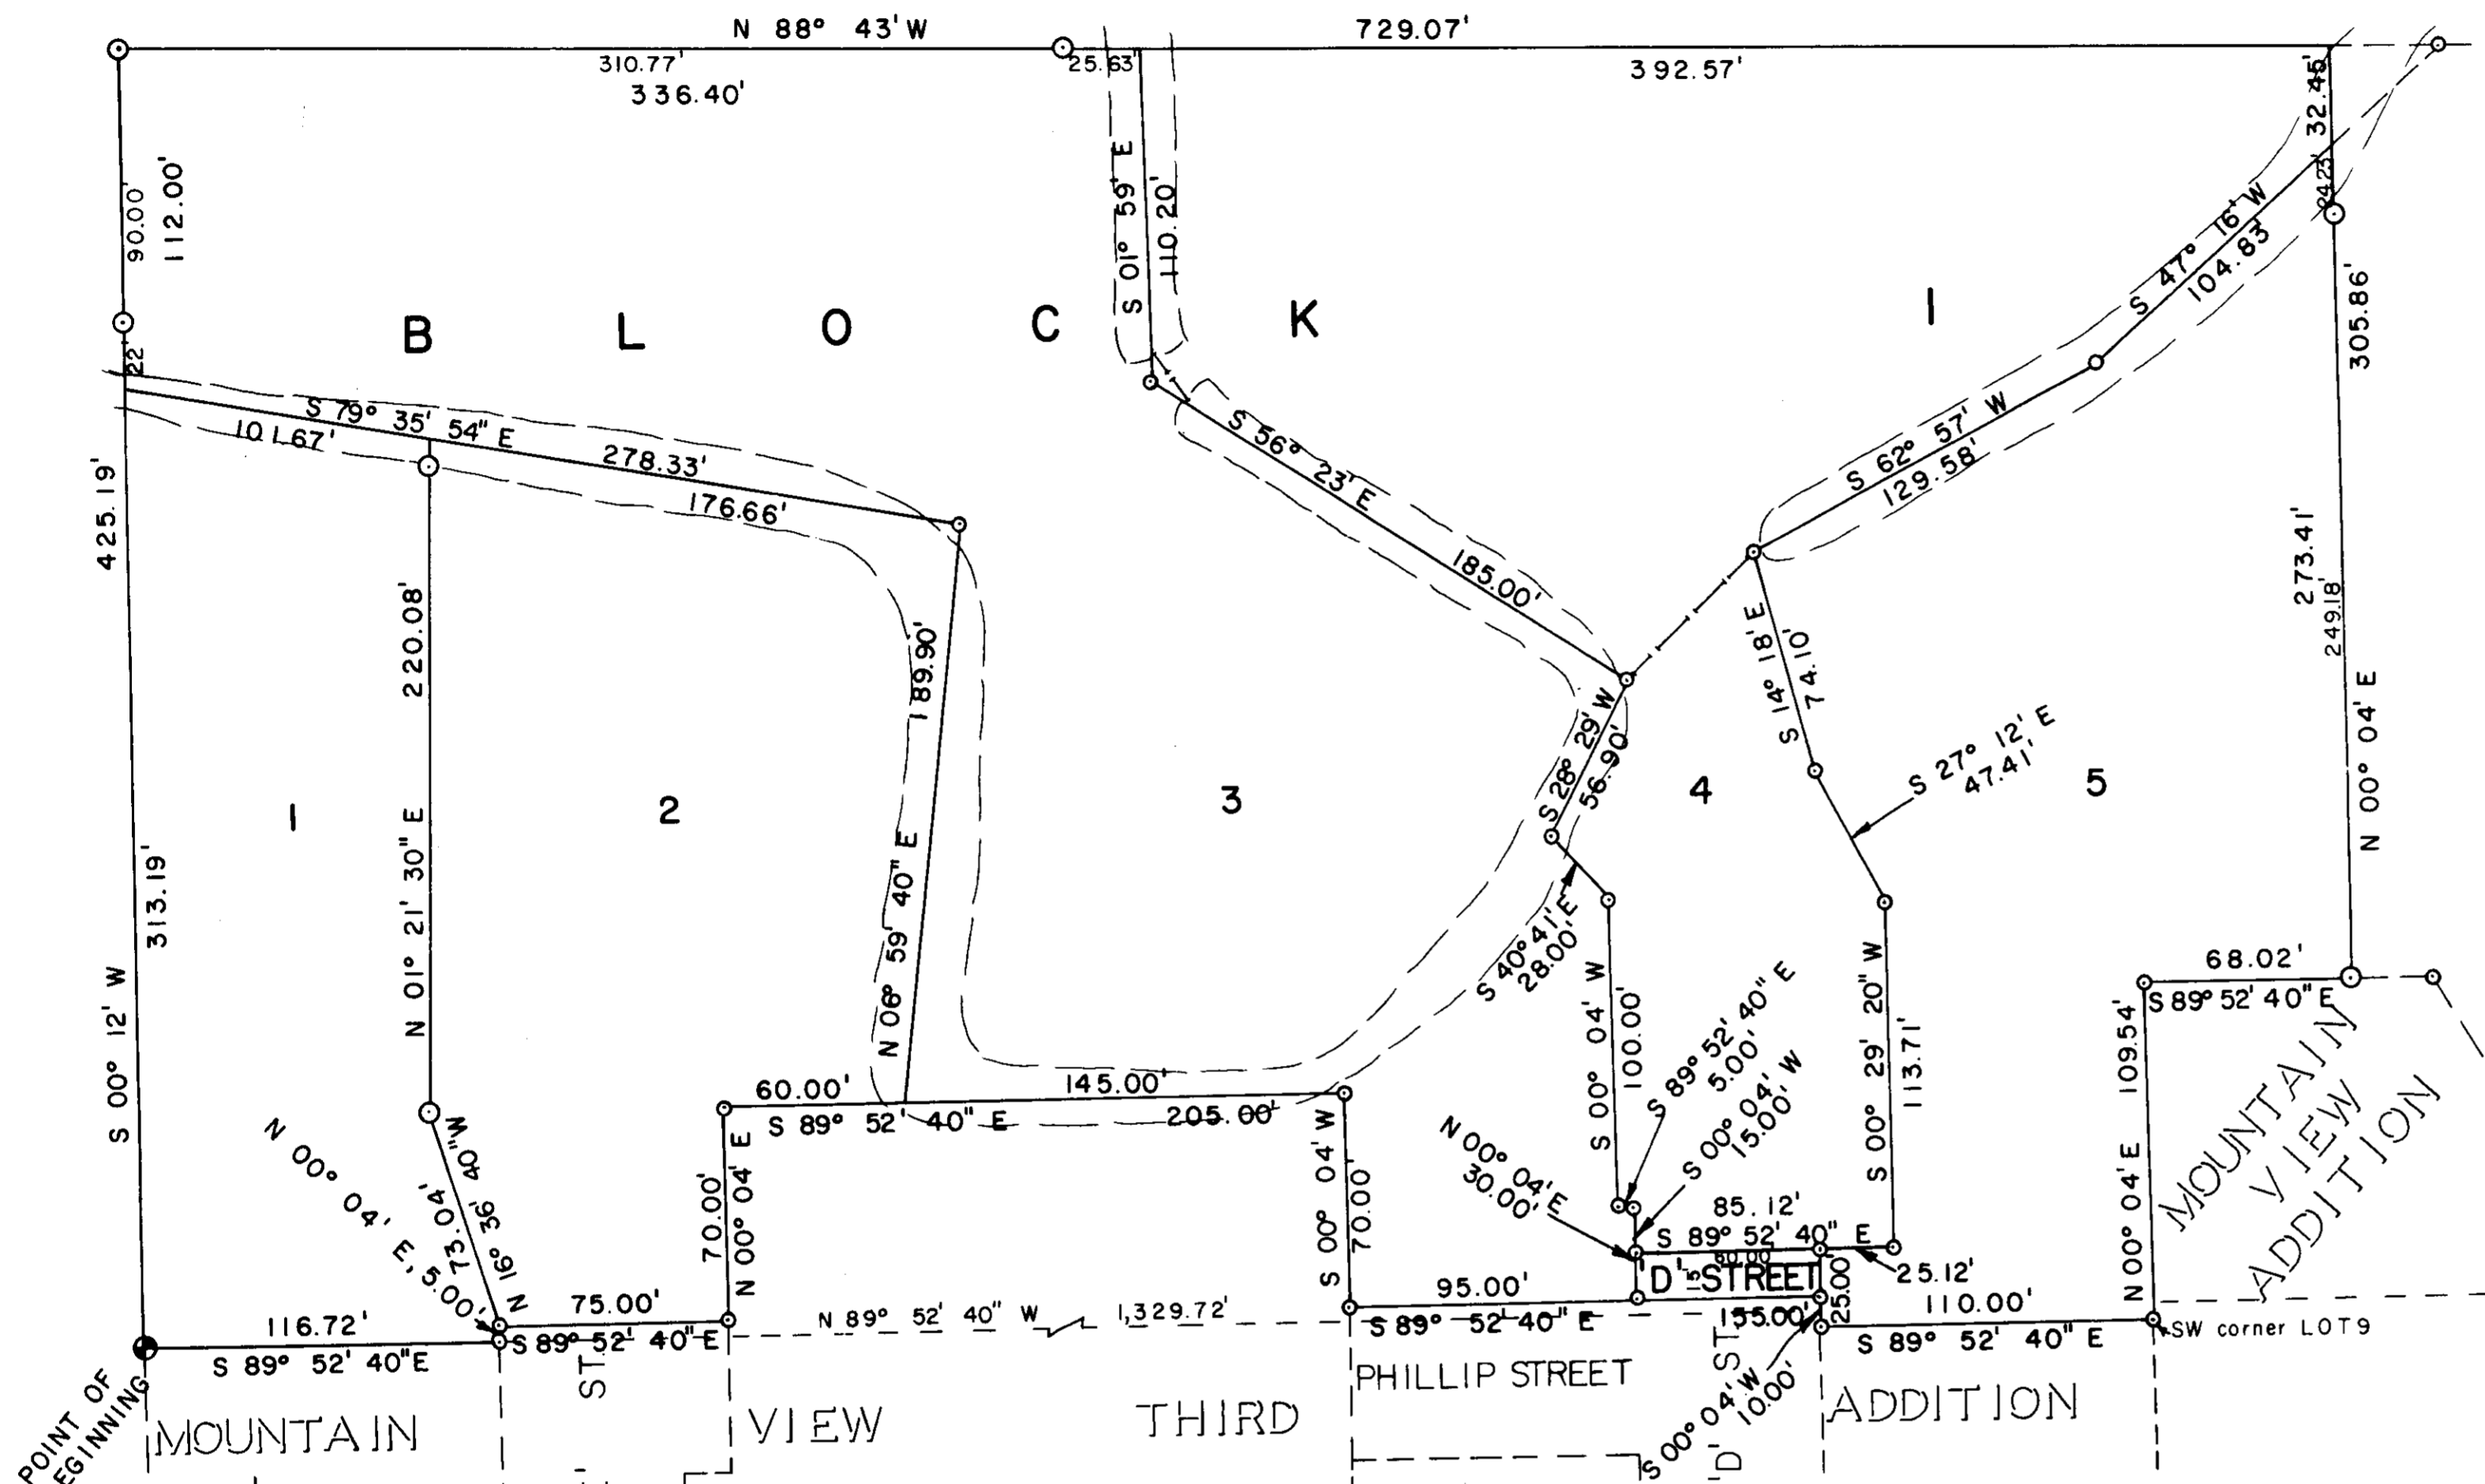 N 88° 43' W
729.07'
310.77'
25.63'
392.57'
336.40'
90.00'
112.00'
22'
S 01° 59' E
110.20'
32.45'
24.23'
S 47° 16' W
104.83
305.86'
BLOCK 1
S 79° 35' 54" E
101.67'
278.33'
176.66'
S 56° 23' E
185.00'
S 62° 57' W
129.58'
425.19'
313.19'
S 00° 12' W
220.08'
N 01° 21' 30" E
189.90'
N 06° 59' 40" E
S 28° 29' W
56.90'
S 14° 18' E
74.10'
S 27° 12' E
47.41'
273.41'
249.18'
N 00° 04' E
1
2
3
4
5
S 40° 41' E
28.00'
S 00° 04' W
100.00'
S 89° 52' 40" E
5.00'
S 00° 04' W
15.00'
S 00° 29' 20" W
113.71'
68.02'
S 89° 52' 40" E
109.54'
N 00° 04' E
MOUNTAIN
VIEW
ADDITION
N 16° 36' 40" W
73.04'
N 00° 04' E, 5.00'
60.00'
145.00'
S 89° 52' 40" E
205.00'
70.00'
N 00° 04' E
S 00° 04' W
70.00'
N 00° 04' E
30.00'
85.12'
S 89° 52' 40" E
60.00'
'D' STREET
25.12'
25.00'
116.72'
S 89° 52' 40" E
75.00'
S 89° 52' 40" E
N 89° 52' 40" W
1,329.72'
95.00'
S 89° 52' 40" E
155.00'
110.00'
S 89° 52' 40" E
SW corner LOT 9
POINT OF
BEGINNING
ST.
PHILLIP STREET
'D' ST.
S 00° 04' W
10.00'
MOUNTAIN VIEW THIRD ADDITION
'D'